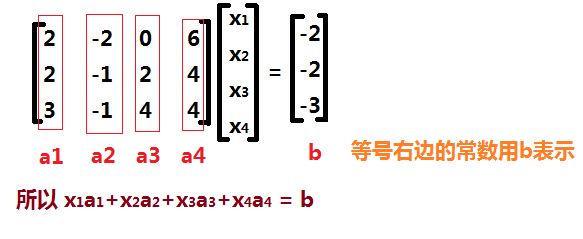 2 -2 0 6 x1 -2
2 -1 2 4 x2 = -2
3 -1 4 4 x3 -3
x4
a1 a2 a3 a4 b 等号右边的常数用b表示
所以 x1a1+x2a2+x3a3+x4a4 = b